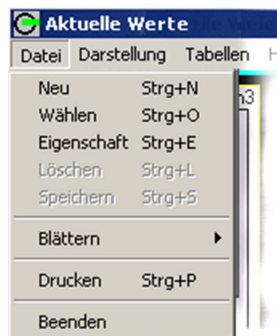 Aktuelle Werte
Datei Darstellung Tabellen
Neu Strg+N
Wählen Strg+O
Eigenschaft Strg+E
Löschen Strg+L
Speichern Strg+S
Blättern
Drucken Strg+P
Beenden